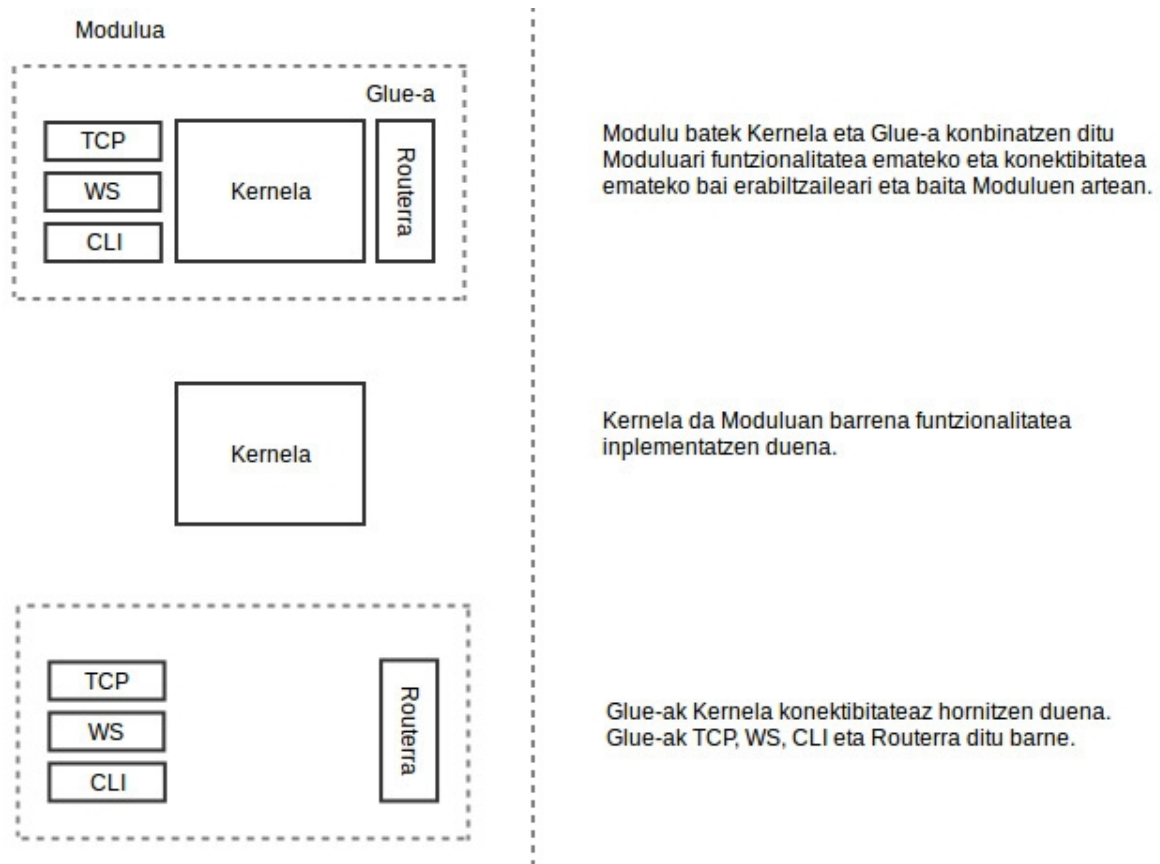 Modulua
Glue-a
TCP
WS
CLI
Kernela
Routerra
Modulu batek Kernela eta Glue-a konbinatzen ditu
Moduluari funtzionalitatea emateko eta konektibitatea
emateko bai erabiltzaileari eta baita Moduluen artean.
Kernela
Kernela da Moduluan barrena funtzionalitatea
inplementatzen duena.
TCP
WS
CLI
Routerra
Glue-ak Kernela konektibitateaz hornitzen duena.
Glue-ak TCP, WS, CLI eta Routerra ditu barne.